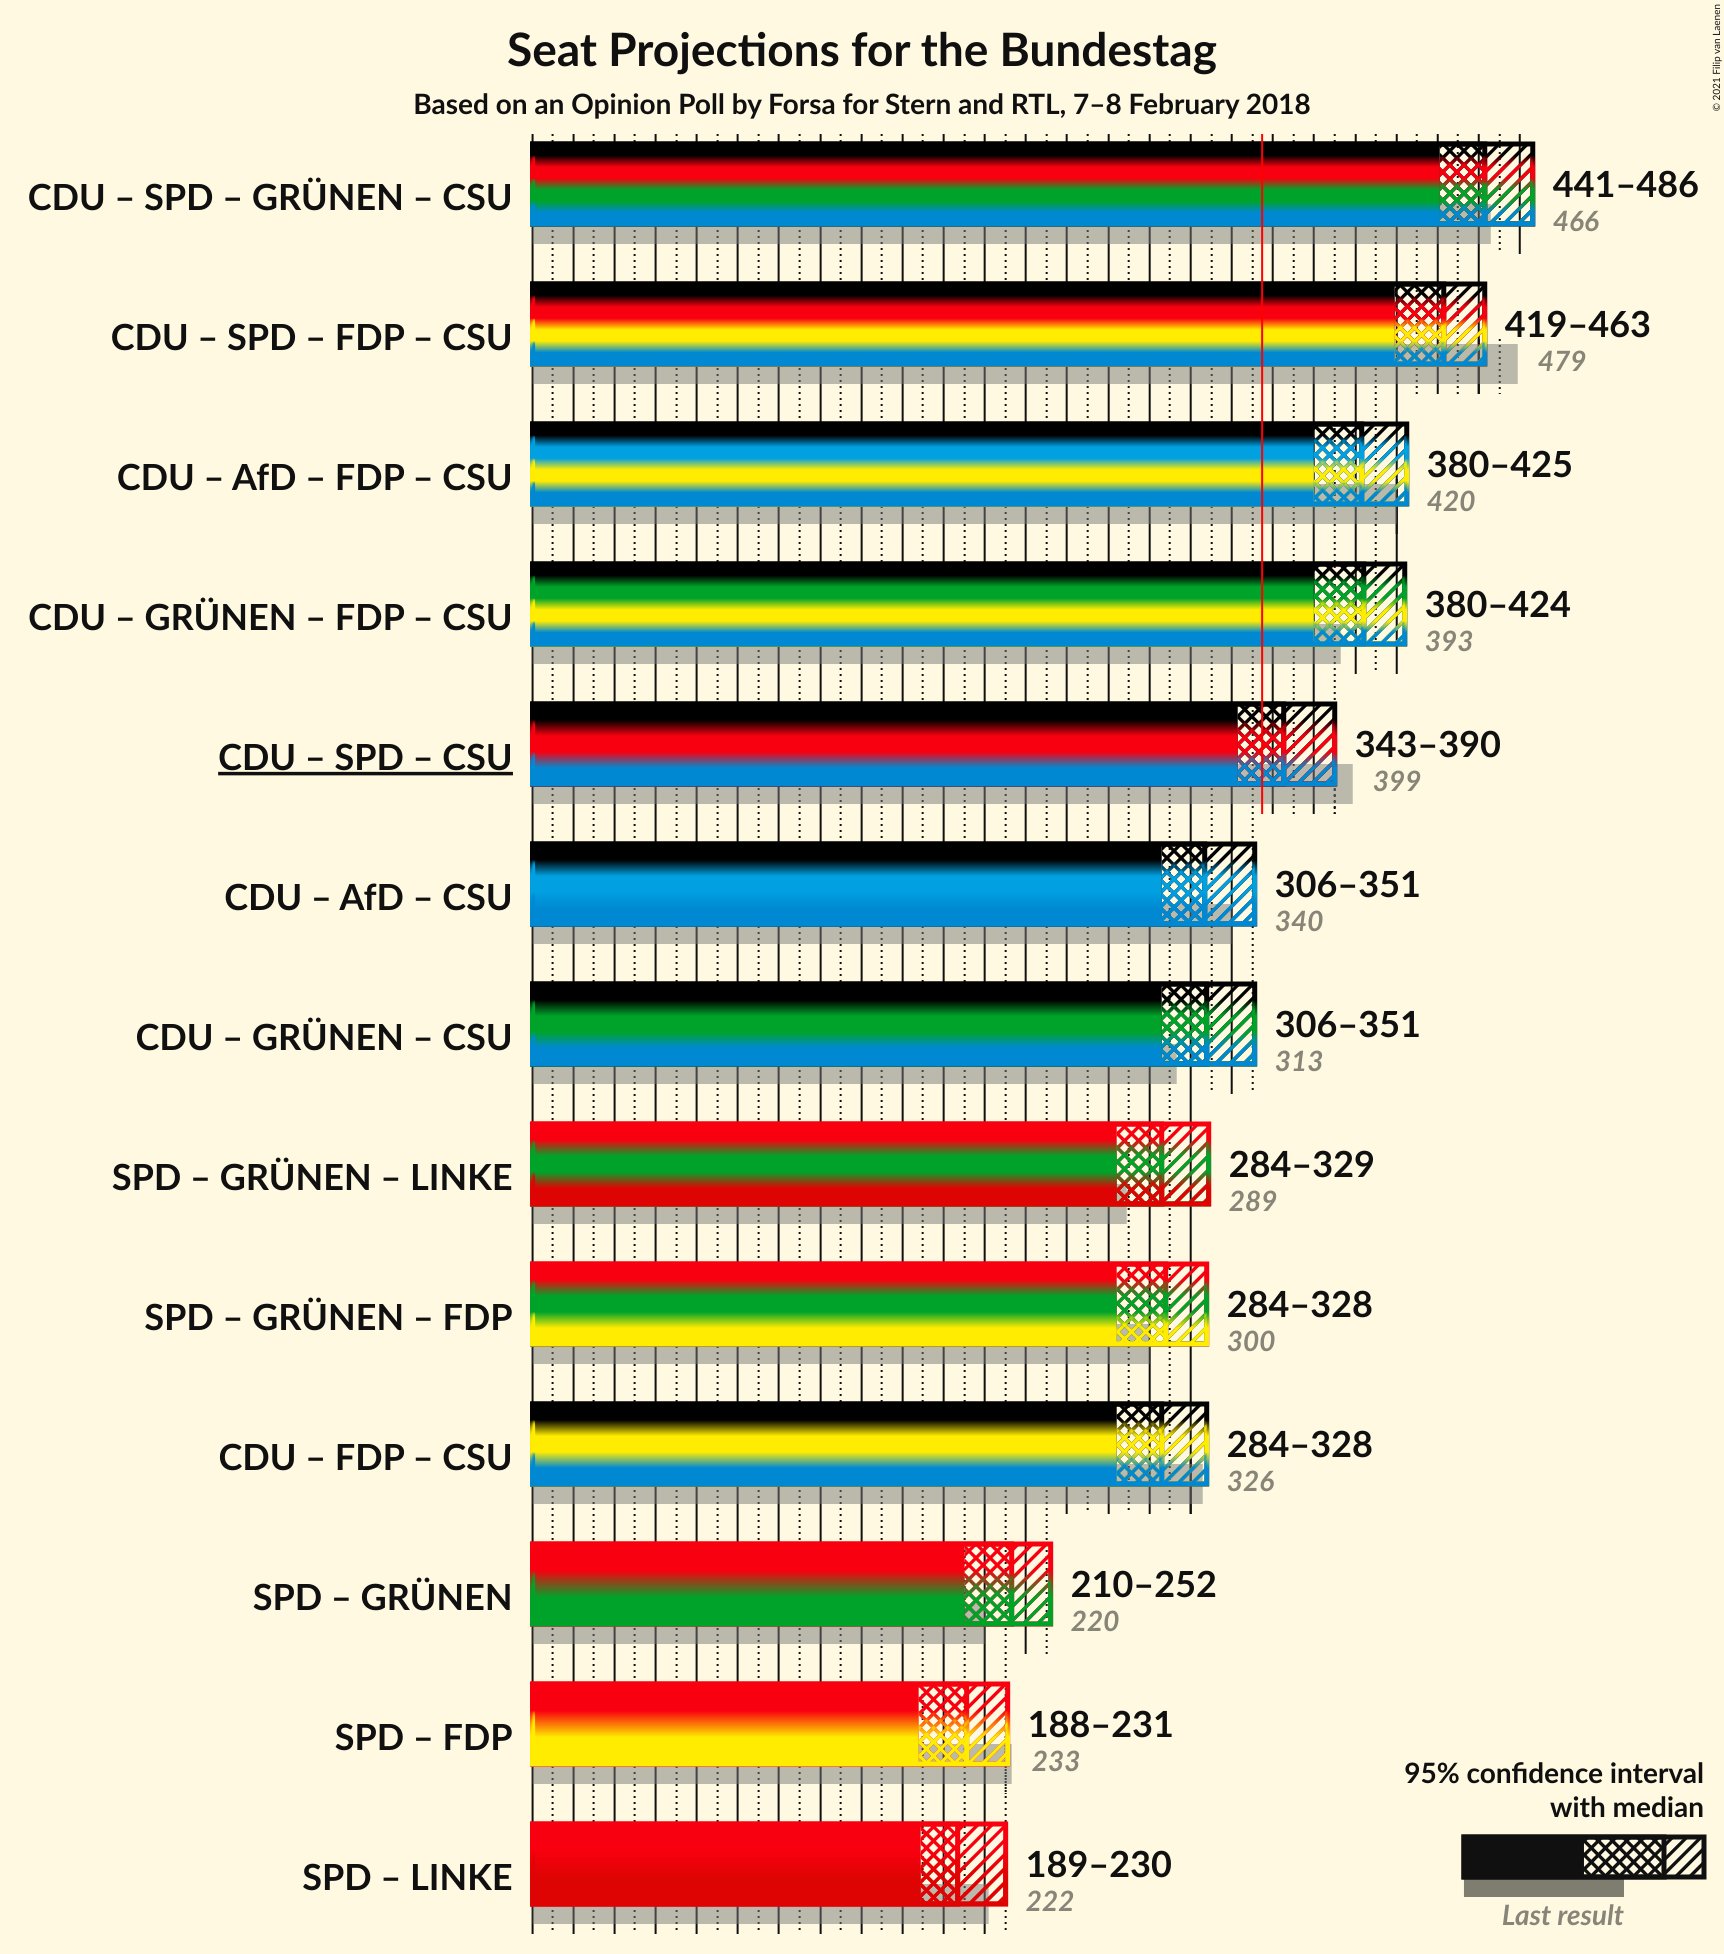 Seat Projections for the Bundestag
Based on an Opinion Poll by Forsa for Stern and RTL, 7–8 February 2018
© 2021 Filip van Laenen
CDU – SPD – GRÜNEN – CSU
441–486
466
CDU – SPD – FDP – CSU
419–463
479
CDU – AfD – FDP – CSU
380–425
420
CDU – GRÜNEN – FDP – CSU
380–424
393
CDU – SPD – CSU
343–390
399
CDU – AfD – CSU
306–351
340
CDU – GRÜNEN – CSU
306–351
313
SPD – GRÜNEN – LINKE
284–329
289
SPD – GRÜNEN – FDP
284–328
300
CDU – FDP – CSU
284–328
326
SPD – GRÜNEN
210–252
220
SPD – FDP
188–231
233
SPD – LINKE
189–230
222
95% confidence interval
with median
Last result